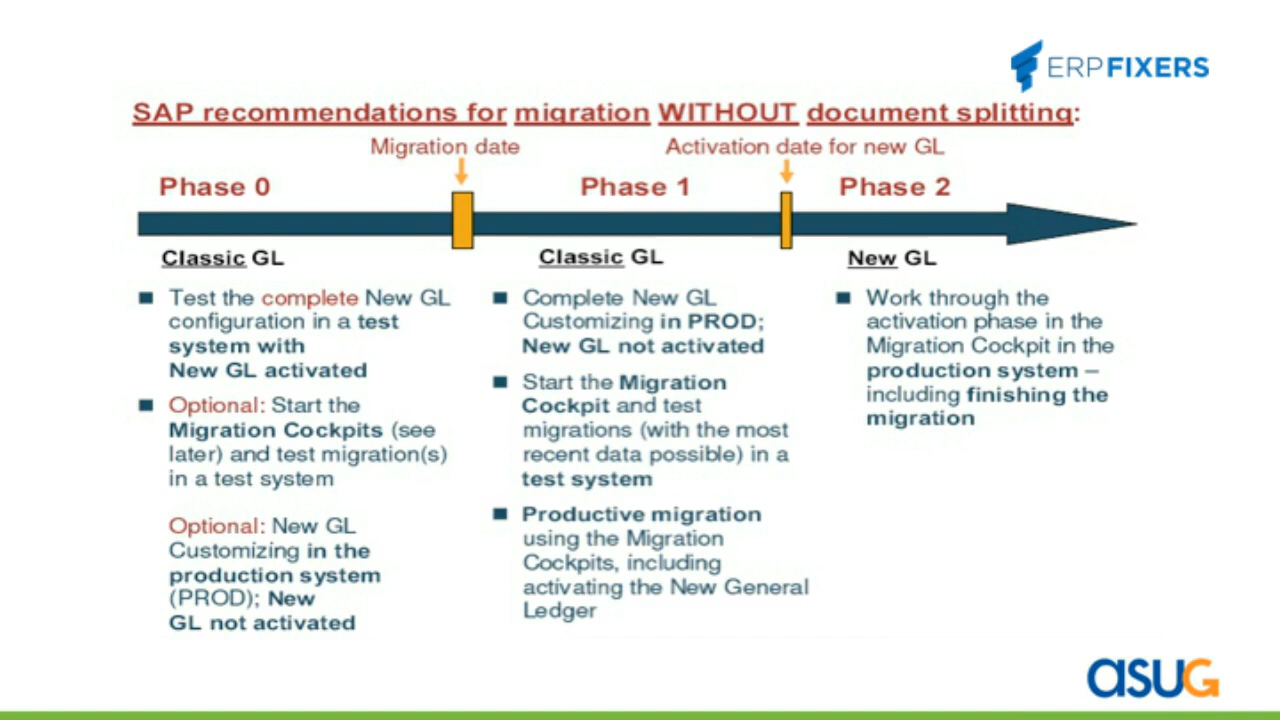 ERPFIXERS
SAP recommendations for migration WITHOUT document splitting:
Migration date
Activation date for new GL
Phase 0
Phase 1
Phase 2
Classic GL
Classic GL
New GL
Test the complete New GL
configuration in a test
system with
New GL activated
Optional: Start the
Migration Cockpits (see
later) and test migration(s)
in a test system
Optional: New GL
Customizing in the
production system
(PROD); New
GL not activated
Complete New GL
Customizing in PROD;
New GL not activated
Start the Migration
Cockpit and test
migrations (with the most
recent data possible) in a
test system
Productive migration
using the Migration
Cockpits, including
activating the New General
Ledger
Work through the
activation phase in the
Migration Cockpit in the
production system –
including finishing the
migration
asuG